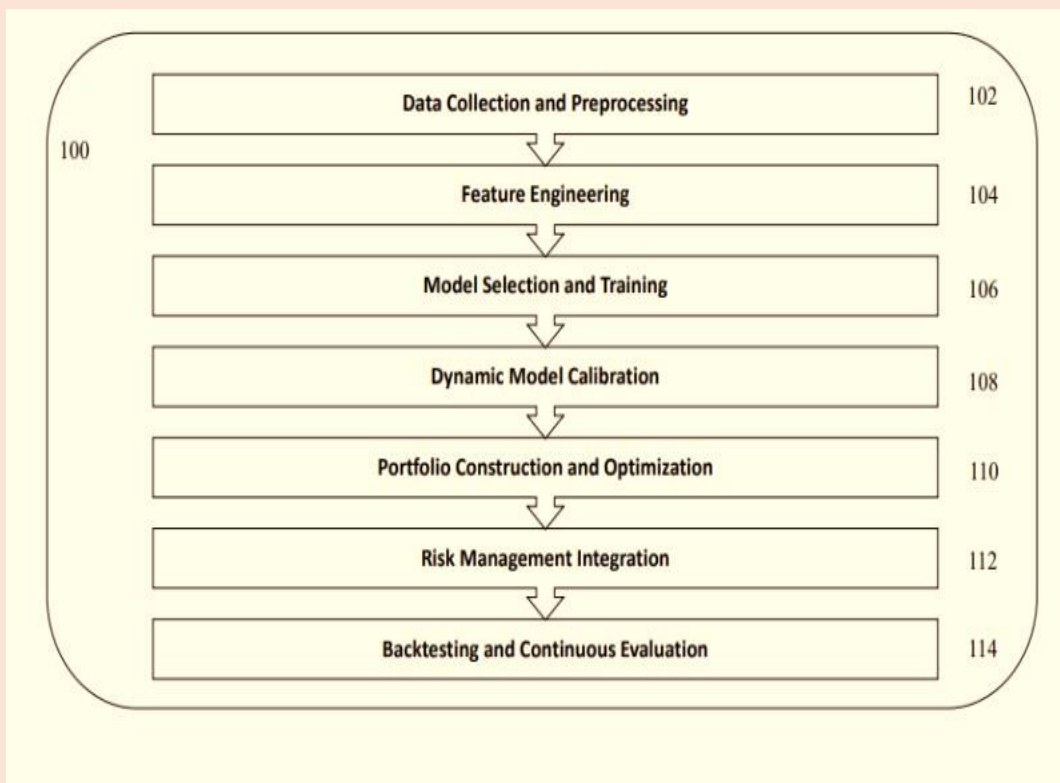 Data Collection and Preprocessing 102
100
Feature Engineering 104
Model Selection and Training 106
Dynamic Model Calibration 108
Portfolio Construction and Optimization 110
Risk Management Integration 112
Backtesting and Continuous Evaluation 114